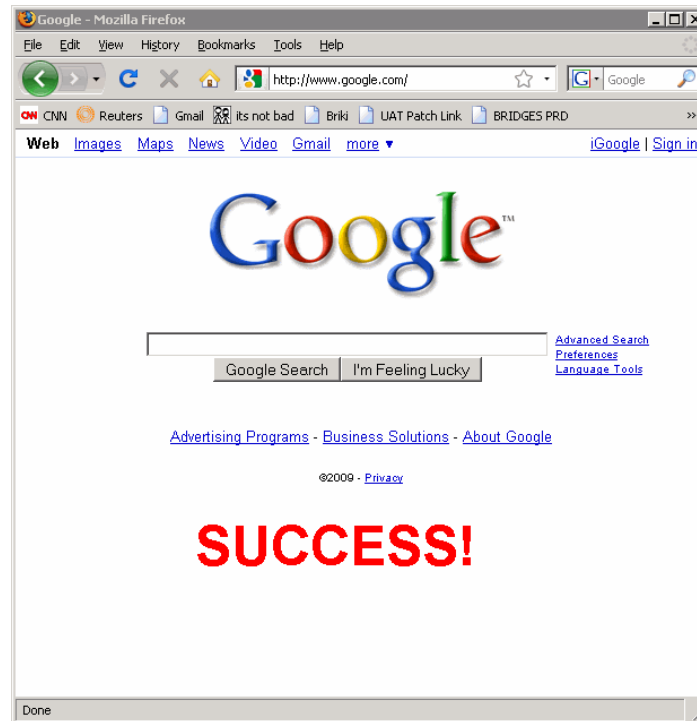 Google - Mozilla Firefox
File Edit View History Bookmarks Tools Help
http://www.google.com/ G Google
CNN CNN Reuters Gmail its not bad Briki UAT Patch Link BRIDGES PRD »
Web Images Maps News Video Gmail more ▼ iGoogle | Sign in
Google™
Advanced Search
Preferences
Language Tools
Google Search I'm Feeling Lucky
Advertising Programs - Business Solutions - About Google
©2009 - Privacy
SUCCESS!
Done